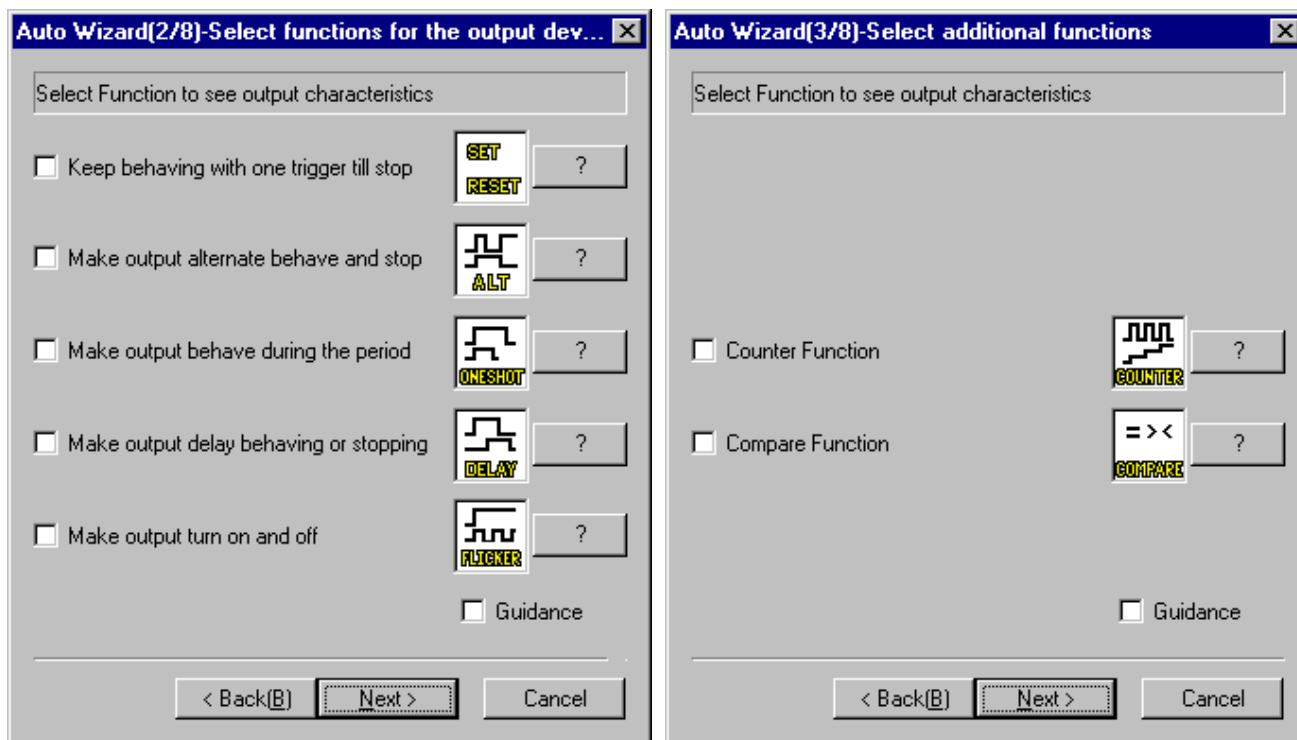 Auto Wizard(2/8)-Select functions for the output dev...
Select Function to see output characteristics
Keep behaving with one trigger till stop
SET
RESET
?
Make output alternate behave and stop
ALT
?
Make output behave during the period
ONESHOT
?
Make output delay behaving or stopping
DELAY
?
Make output turn on and off
FLICKER
?
Guidance
< Back(B)
Next >
Cancel
Auto Wizard(3/8)-Select additional functions
Select Function to see output characteristics
Counter Function
COUNTER
?
Compare Function
= > <
COMPARE
?
Guidance
< Back(B)
Next >
Cancel